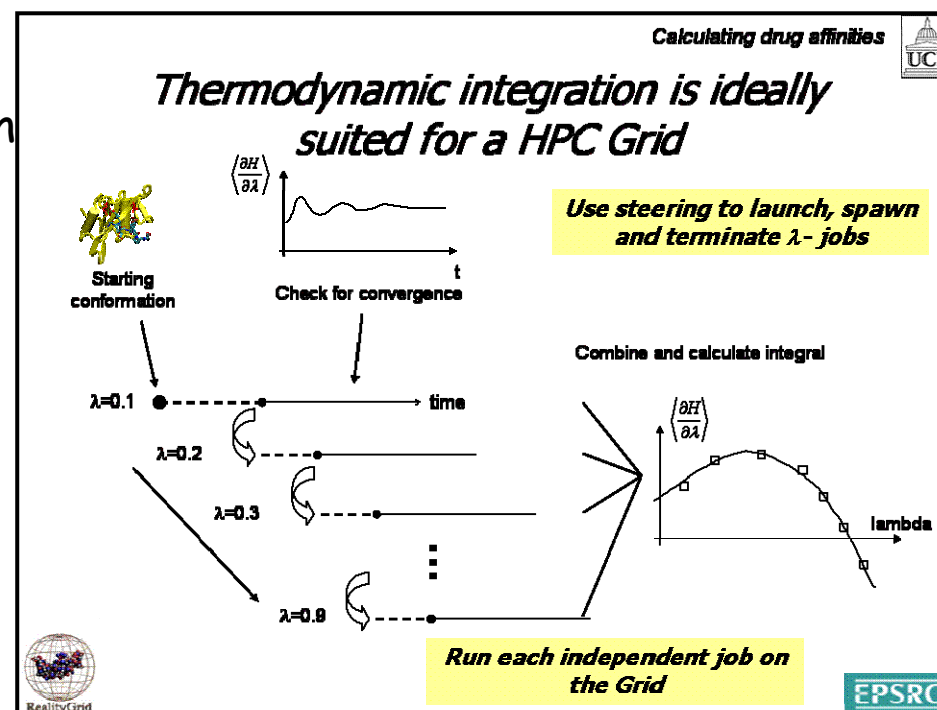 Calculating drug affinities
UC
Thermodynamic integration is ideally
suited for a HPC Grid
⟨∂H/∂λ⟩
Use steering to launch, spawn
and terminate λ- jobs
t
Starting
conformation
Check for convergence
Combine and calculate integral
λ=0.1
time
⟨∂H/∂λ⟩
λ=0.2
λ=0.3
lambda
λ=0.9
Run each independent job on
the Grid
RealityGrid
EPSRC